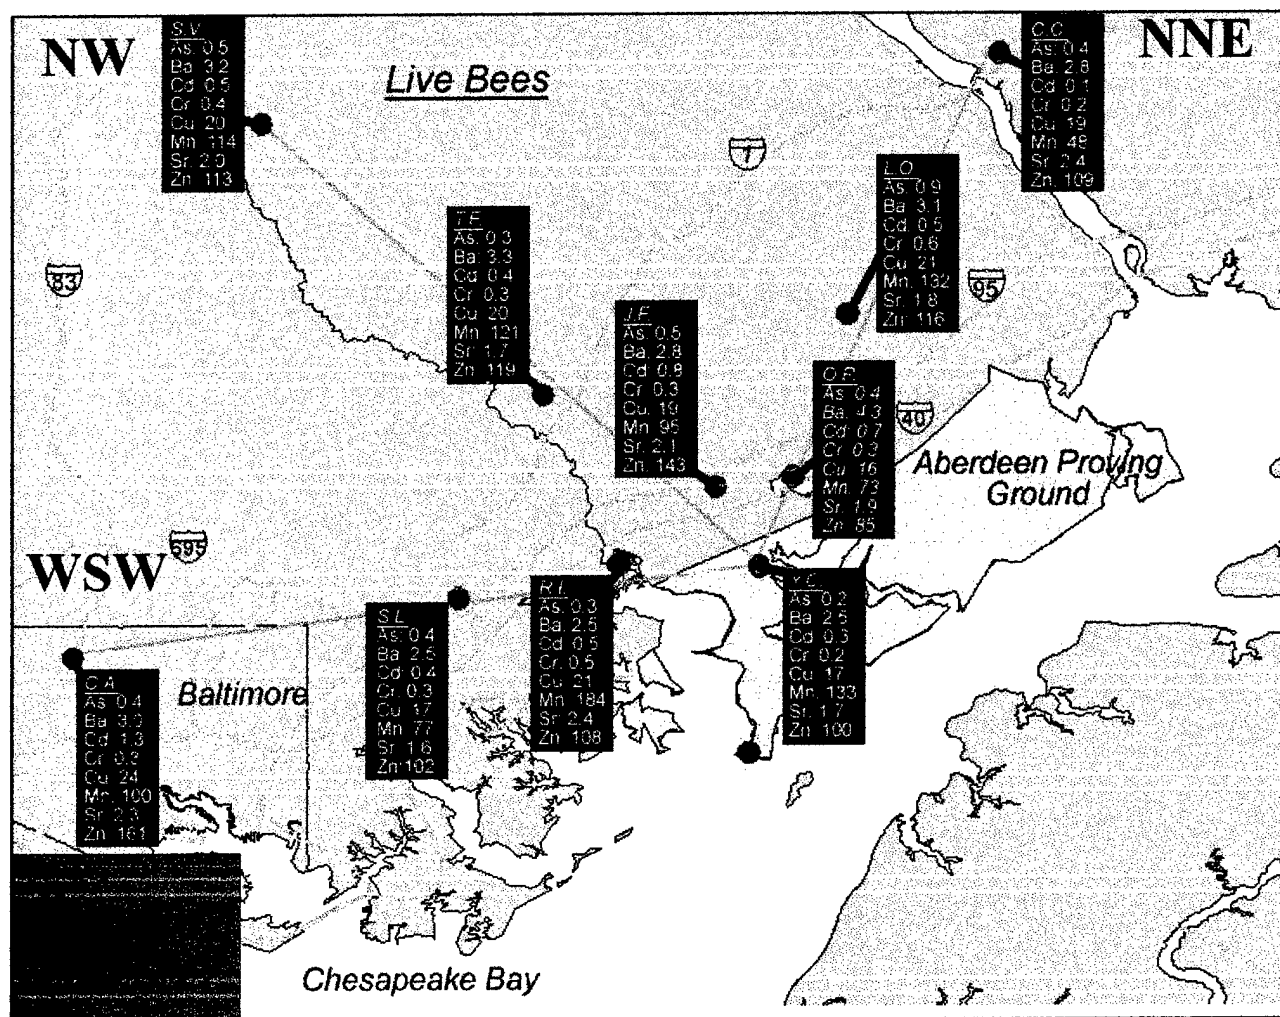 NW
Live Bees
NNE
S.V.
As: 0.5
Ba: 3.2
Cd: 0.5
Cr: 0.4
Cu: 20
Mn: 114
Sr: 2.0
Zn: 113
C.C.
As: 0.4
Ba: 2.8
Cd: 0.1
Cr: 0.2
Cu: 19
Mn: 48
Sr: 2.4
Zn: 109
1
L.O.
As: 0.9
Ba: 3.1
Cd: 0.5
Cr: 0.6
Cu: 21
Mn: 132
Sr: 1.8
Zn: 116
T.F.
As: 0.3
Ba: 3.3
Cd: 0.4
Cr: 0.3
Cu: 20
Mn: 121
Sr: 1.7
Zn: 119
83
95
As: 0.5
Ba: 2.8
Cd: 0.8
Cr: 0.3
Cu: 19
Mn: 95
Sr: 2.1
Zn: 143
O.P.
As: 0.4
Ba: 4.3
Cd: 0.7
Cr: 0.3
Cu: 16
Mn: 73
Sr: 1.9
Zn: 85
40
Aberdeen Proving
Ground
WSW
695
R.I.
As: 0.3
Ba: 2.5
Cd: 0.5
Cr: 0.5
Cu: 21
Mn: 184
Sr: 2.4
Zn: 108
As: 0.2
Ba: 2.5
Cd: 0.3
Cr: 0.2
Cu: 17
Mn: 133
Sr: 1.7
Zn: 100
S.L.
As: 0.4
Ba: 2.5
Cd: 0.4
Cr: 0.3
Cu: 17
Mn: 77
Sr: 1.6
Zn: 102
C.A.
As: 0.4
Ba:
Cd: 1.3
Cr:
Cu: 24
Mn: 100
Sr: 2.3
Zn: 161
Baltimore
Chesapeake Bay